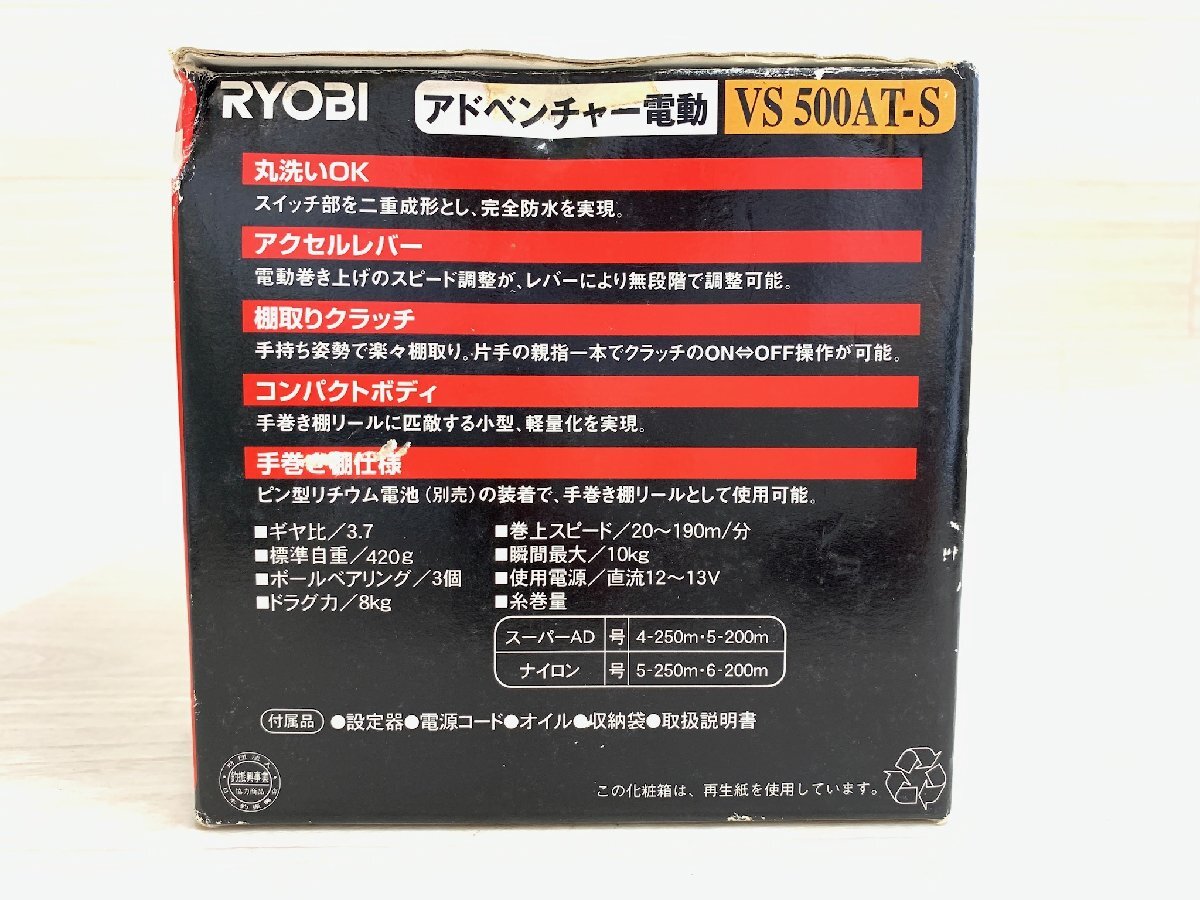 RYOBI アドベンチャー電動 VS 500AT-S
丸洗いOK
スイッチ部を二重成形とし、完全防水を実現。
アクセルレバー
電動巻き上げのスピード調整が、レバーにより無段階で調整可能。
棚取りクラッチ
手持ち姿勢で楽々棚取り。片手の親指一本でクラッチのON⇔OFF操作が可能。
コンパクトボディ
手巻き棚リールに匹敵する小型、軽量化を実現。
手巻き棚仕様
ピン型リチウム電池（別売）の装着で、手巻き棚リールとして使用可能。
■ギヤ比／3.7
■標準自重／420g
■ボールベアリング／3個
■ドラグ力／8kg
■巻上スピード／20〜190m/分
■瞬間最大／10kg
■使用電源／直流12〜13V
■糸巻量
スーパーAD 号 4-250m・5-200m
ナイロン 号 5-250m・6-200m
付属品 ●設定器●電源コード●オイル●収納袋●取扱説明書
財団法人
釣振興事業
協力商品
この化粧箱は、再生紙を使用しています。